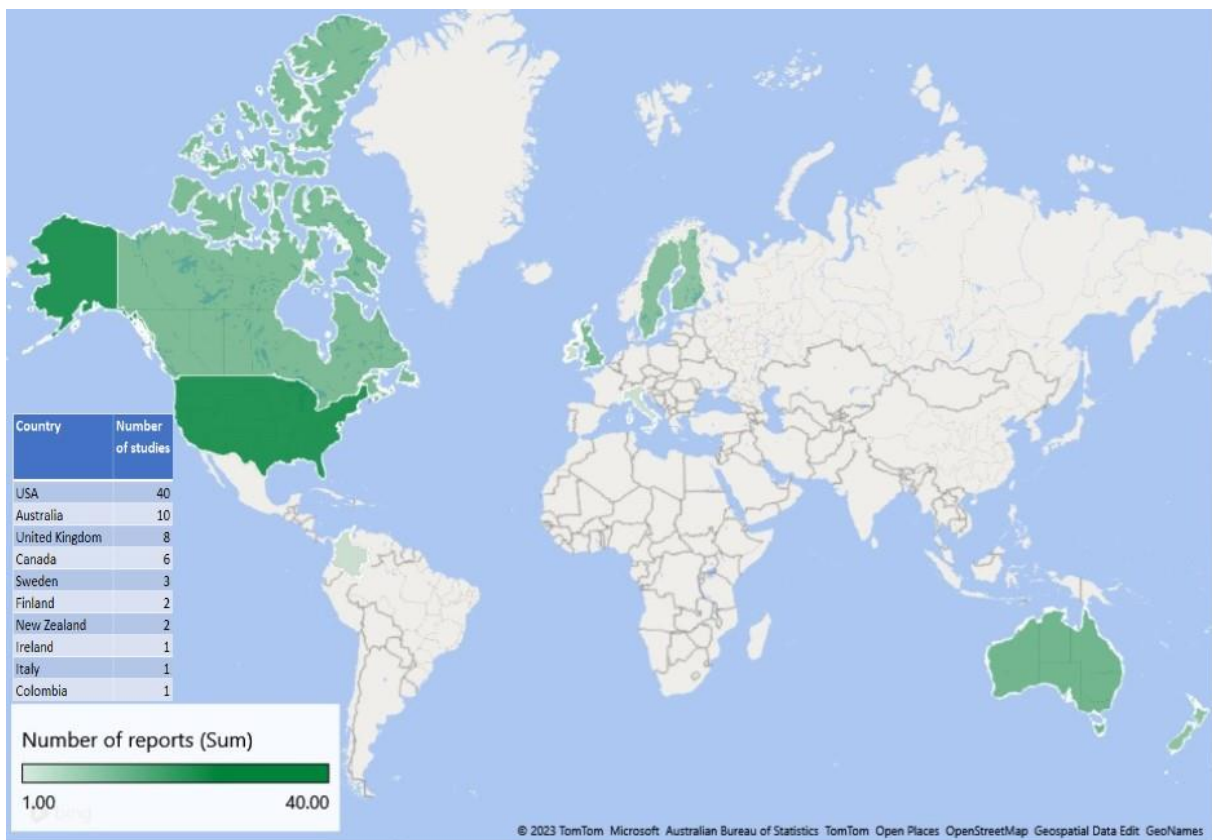 Country Number of studies
USA 40
Australia 10
United Kingdom 8
Canada 6
Sweden 3
Finland 2
New Zealand 2
Ireland 1
Italy 1
Colombia 1
Number of reports (Sum)
1.00 40.00
© 2023 TomTom Microsoft Australian Bureau of Statistics TomTom Open Places OpenStreetMap Geospatial Data Edit GeoNames